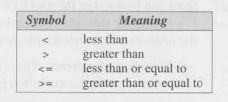 Symbol Meaning
< less than
> greater than
<= less than or equal to
>= greater than or equal to